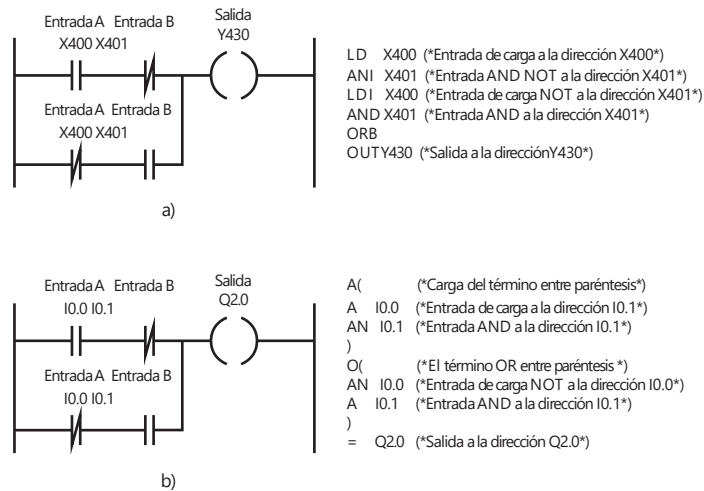 Entrada A Entrada B
X400 X401
Salida
Y430
Entrada A Entrada B
X400 X401
a)
LD X400 (*Entrada de carga a la dirección X400*)
ANI X401 (*Entrada AND NOT a la dirección X401*)
LDI X400 (*Entrada de carga NOT a la dirección X401*)
AND X401 (*Entrada AND a la dirección X401*)
ORB
OUT Y430 (*Salida a la dirección Y430*)
Entrada A Entrada B
I0.0 I0.1
Salida
Q2.0
Entrada A Entrada B
I0.0 I0.1
b)
A( (*Carga del término entre paréntesis*)
A I0.0 (*Entrada de carga a la dirección I0.1*)
AN I0.1 (*Entrada AND a la dirección I0.1*)
)
O( (*El término OR entre paréntesis *)
AN I0.0 (*Entrada de carga NOT a la dirección I0.0*)
A I0.1 (*Entrada AND a la dirección I0.1*)
)
= Q2.0 (*Salida a la dirección Q2.0*)